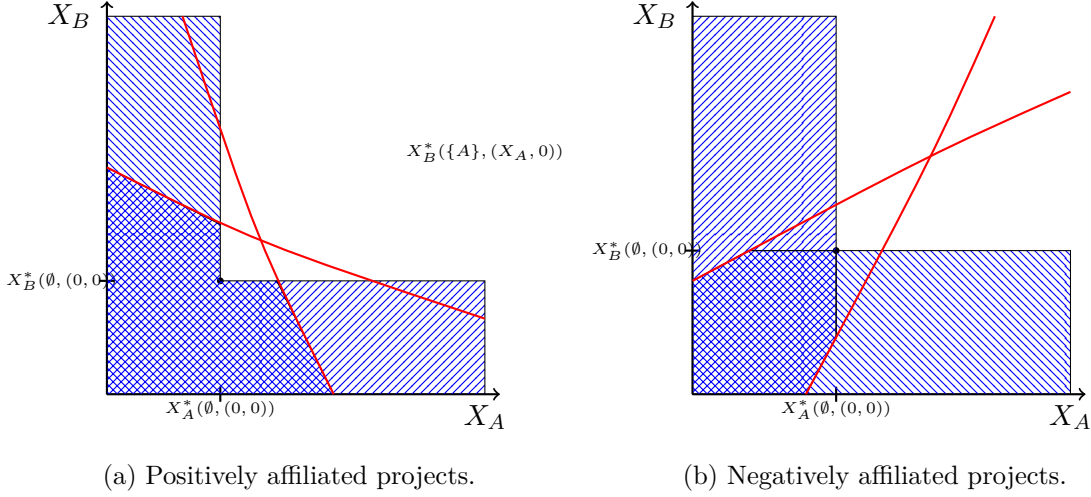 X_B
X_B^*({A}, (X_A, 0))
X_B^*(∅, (0, 0)
X_A^*(∅, (0, 0))
X_A
(a) Positively affiliated projects.
X_B
X_B^*(∅, (0, 0)
X_A^*(∅, (0, 0))
X_A
(b) Negatively affiliated projects.